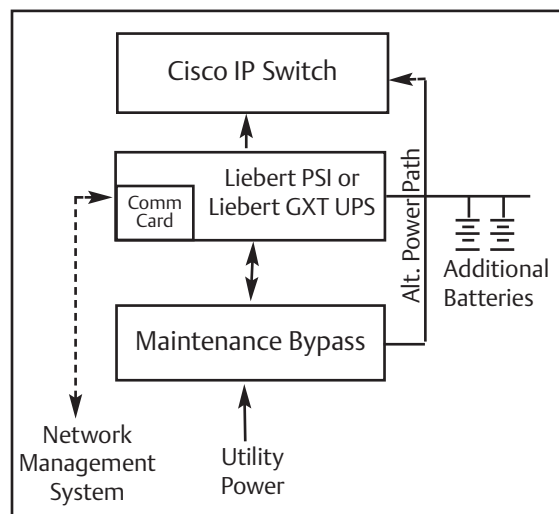 Cisco IP Switch
Liebert PSI or
Liebert GXT UPS
Comm
Card
Alt. Power Path
Additional
Batteries
Maintenance Bypass
Network
Management
System
Utility
Power